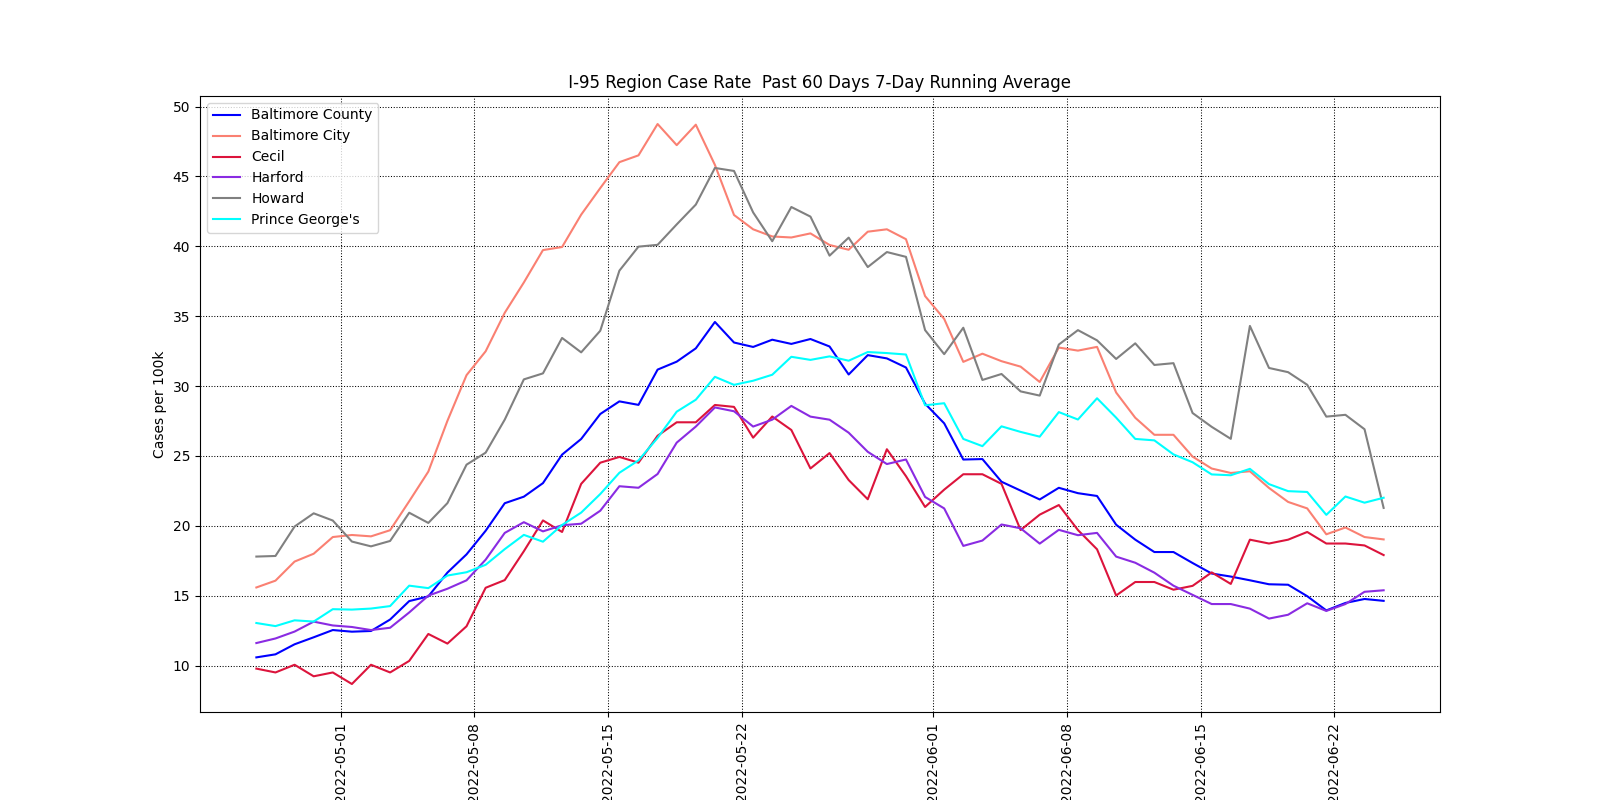 I-95 Region Case Rate  Past 60 Days 7-Day Running Average
Baltimore County
Baltimore City
Cecil
Harford
Howard
Prince George's
Cases per 100k
50
45
40
35
30
25
20
15
10
2022-05-01
2022-05-08
2022-05-15
2022-05-22
2022-06-01
2022-06-08
2022-06-15
2022-06-22